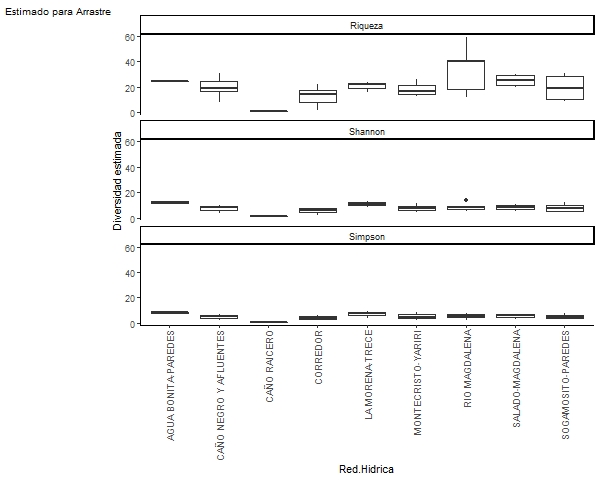 Estimado para Arrastre
Riqueza
60
40
20
0
Shannon
60
40
20
0
Simpson
60
40
20
0
Diversidad estimada
AGUA BONITA-PAREDES
CAÑO NEGRO Y AFLUENTES
CAÑO RAICERO
CORREDOR
LA MORENA-TRECE
MONTECRISTO-YARIRI
RIO MAGDALENA
SALADO-MAGDALENA
SOGAMOSITO-PAREDES
Red.Hidrica